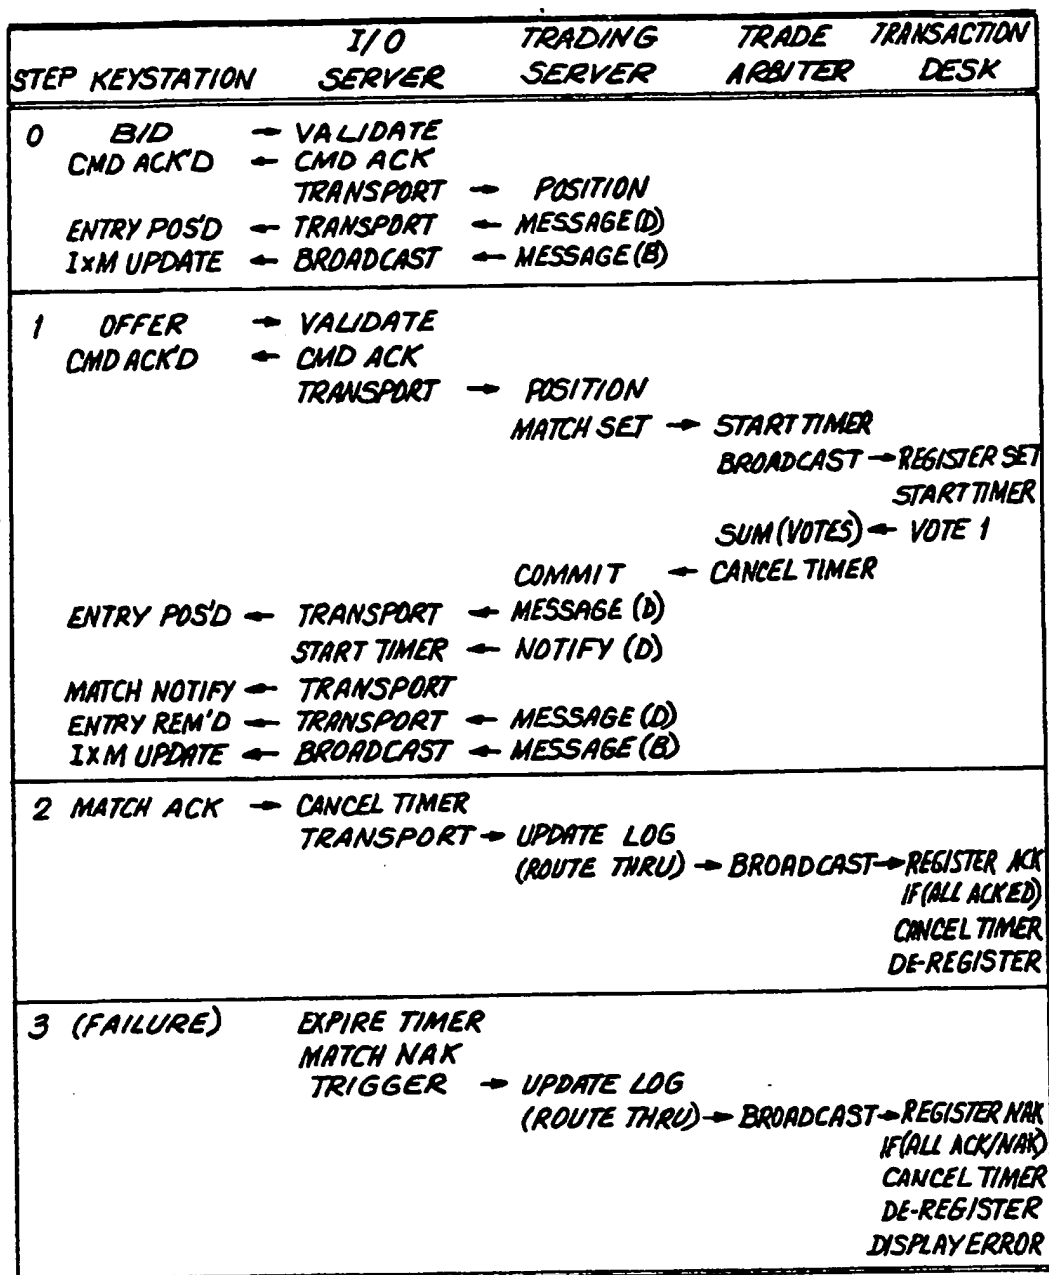 I/O TRADING TRADE TRANSACTION
STEP KEYSTATION SERVER SERVER ARBITER DESK
0 BID → VALIDATE
CMD ACK'D ← CMD ACK
TRANSPORT → POSITION
ENTRY POS'D ← TRANSPORT ← MESSAGE(D)
IxM UPDATE ← BROADCAST ← MESSAGE(B)
1 OFFER → VALIDATE
CMD ACK'D ← CMD ACK
TRANSPORT → POSITION
MATCH SET → START TIMER
BROADCAST → REGISTER SET
START TIMER
SUM(VOTES) ← VOTE 1
COMMIT ← CANCEL TIMER
ENTRY POS'D ← TRANSPORT ← MESSAGE (D)
START TIMER ← NOTIFY (D)
MATCH NOTIFY ← TRANSPORT
ENTRY REM'D ← TRANSPORT ← MESSAGE(D)
IXM UPDATE ← BROADCAST ← MESSAGE(B)
2 MATCH ACK → CANCEL TIMER
TRANSPORT → UPDATE LOG
(ROUTE THRU) → BROADCAST → REGISTER ACK
IF(ALL ACKED)
CANCEL TIMER
DE-REGISTER
3 (FAILURE) EXPIRE TIMER
MATCH NAK
TRIGGER → UPDATE LOG
(ROUTE THRU) → BROADCAST → REGISTER NAK
IF(ALL ACK/NAK)
CANCEL TIMER
DE-REGISTER
DISPLAY ERROR